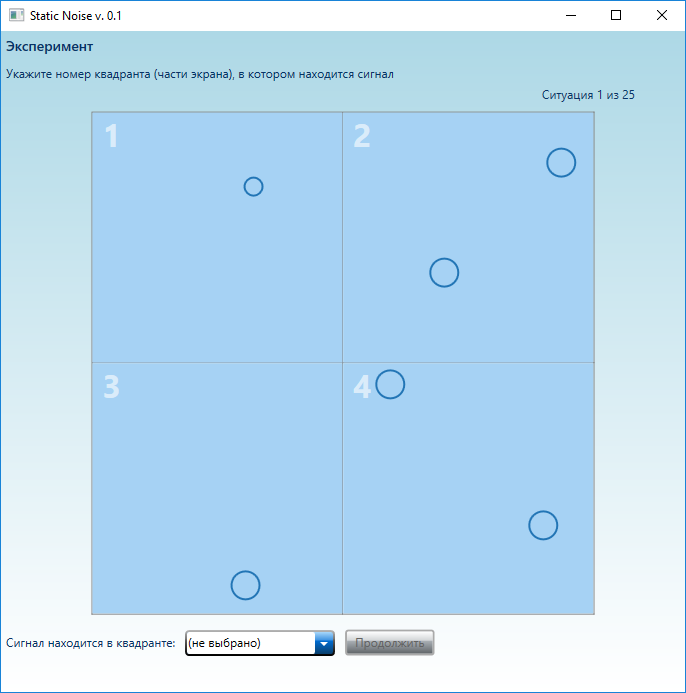 Static Noise v. 0.1
Эксперимент
Укажите номер квадранта (части экрана), в котором находится сигнал
Ситуация 1 из 25
1 2
3 4
Сигнал находится в квадранте: (не выбрано) Продолжить